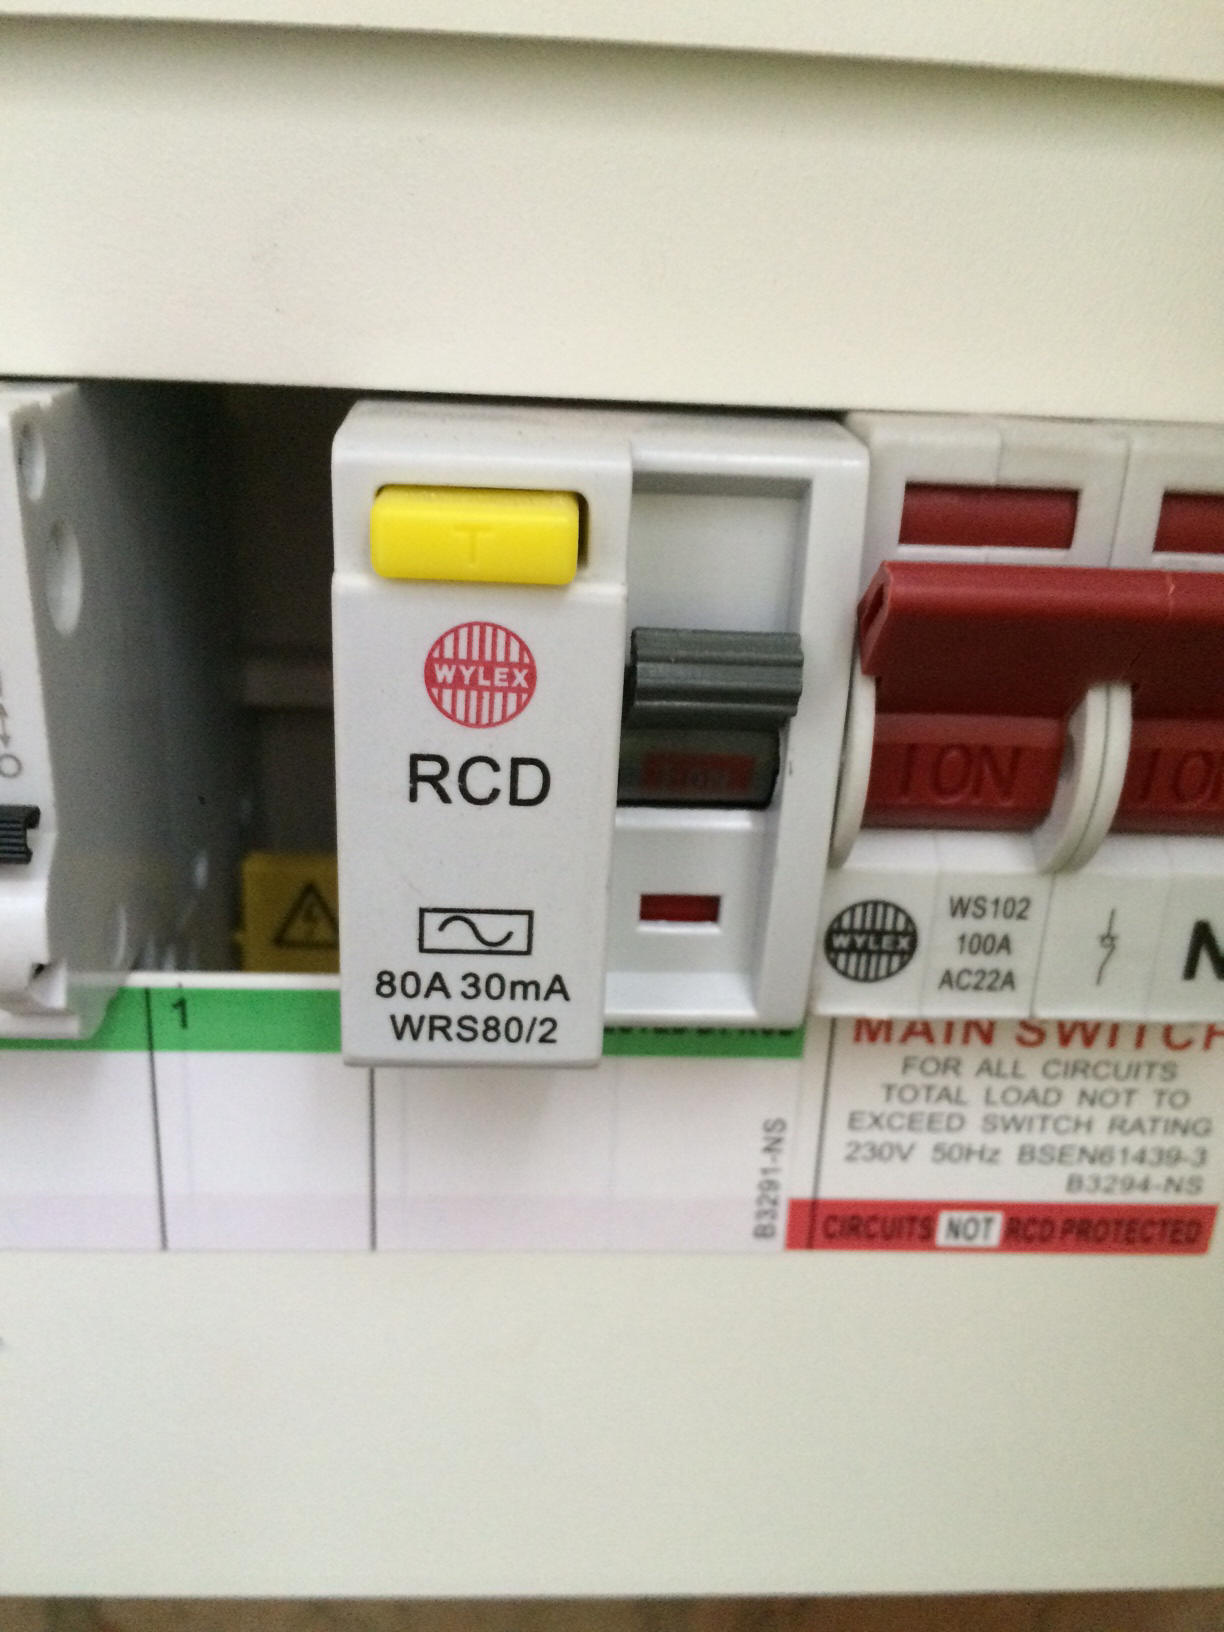 T
WYLEX
RCD
80A 30mA
WRS80/2
I ON
I
WYLEX
WS102
100A
AC22A
N
1
MAIN SWITCH
FOR ALL CIRCUITS
TOTAL LOAD NOT TO
EXCEED SWITCH RATING
230V 50Hz BSEN61439-3
B3294-NS
B3291-NS
CIRCUITS NOT RCD PROTECTED